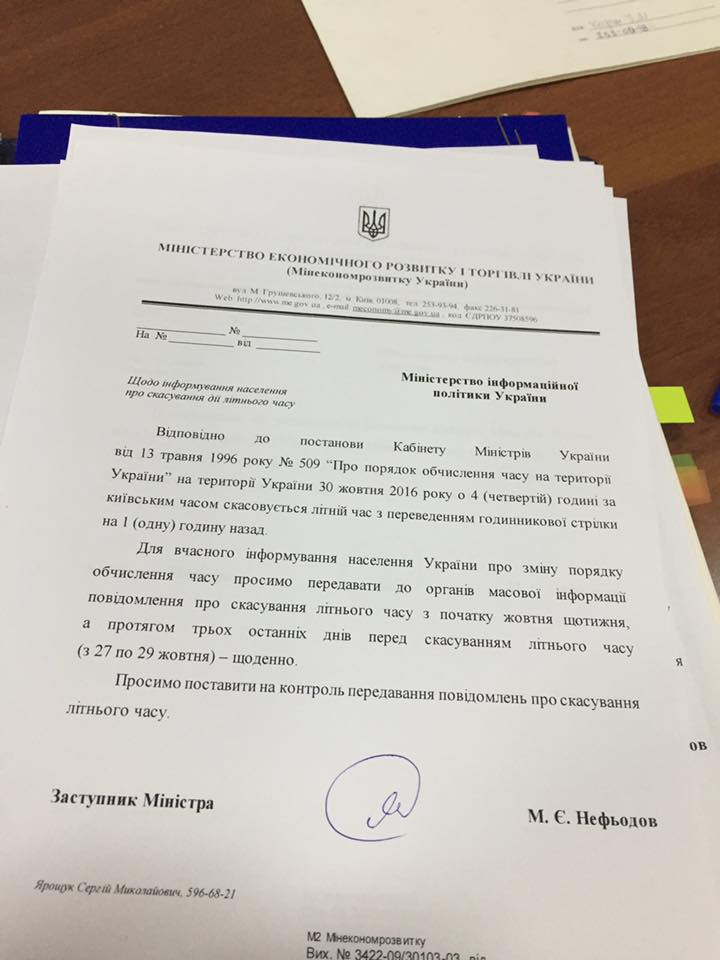 МІНІСТЕРСТВО ЕКОНОМІЧНОГО РОЗВИТКУ І ТОРГІВЛІ УКРАЇНИ
(Мінекономрозвитку України)
вул. М. Грушевського, 12/2, м. Київ, 01008, тел. 253-93-94, факс 226-31-81
Web: http://www.me.gov.ua, e-mail: meconomy@me.gov.ua, код ЄДРПОУ 37508596
№
На № від
Щодо інформування населення
про скасування дії літнього часу
Міністерство інформаційної
політики України
Відповідно до постанови Кабінету Міністрів України
від 13 травня 1996 року № 509 “Про порядок обчислення часу на території
України” на території України 30 жовтня 2016 року о 4 (четвертій) годині за
київським часом скасовується літній час з переведенням годинникової стрілки
на 1 (одну) годину назад.
Для вчасного інформування населення України про зміну порядку
обчислення часу просимо передавати до органів масової інформації
повідомлення про скасування літнього часу з початку жовтня щотижня,
а протягом трьох останніх днів перед скасуванням літнього часу
(з 27 по 29 жовтня) – щоденно.
я
Просимо поставити на контроль передавання повідомлень про скасування
літнього часу.
ов
Заступник Міністра
М. Є. Нефьодов
Ярощук Сергій Миколайович, 596-68-21
М2 Мінекономрозвитку
Вих. № 3422-09/30103-03 від